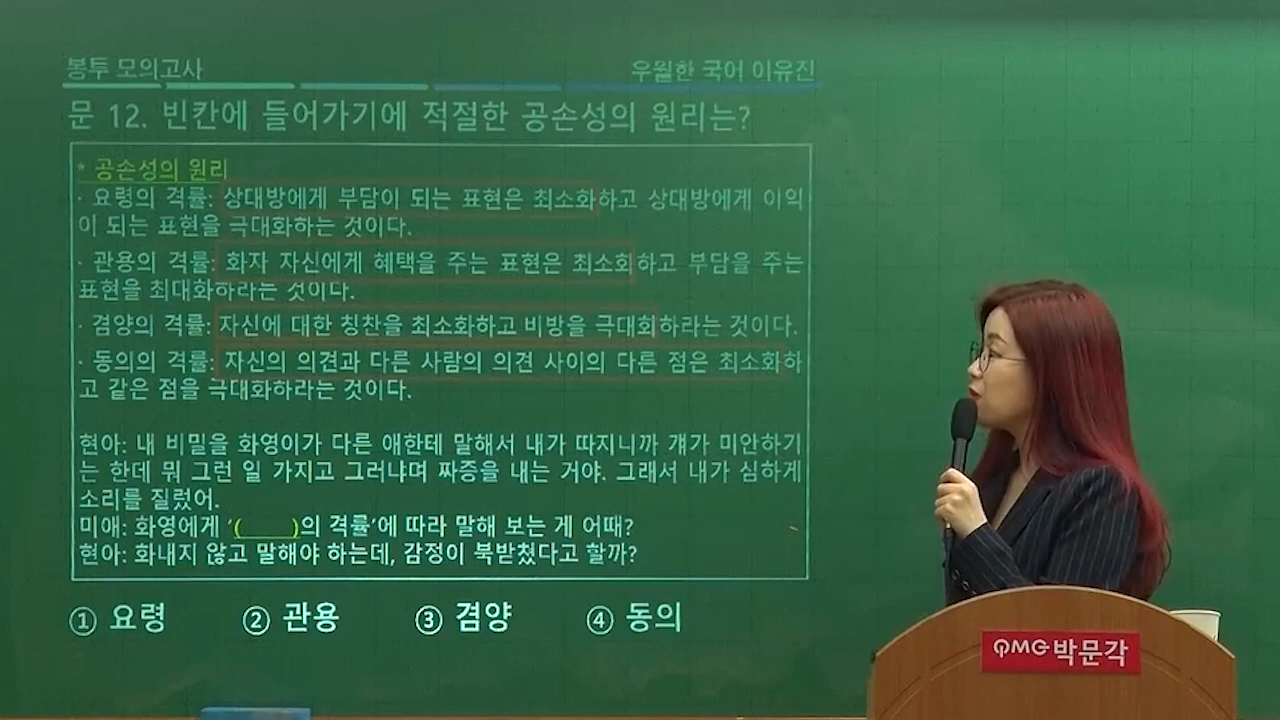 봉투 모의고사
우월한 국어 이유진
문 12. 빈칸에 들어가기에 적절한 공손성의 원리는?
* 공손성의 원리
· 요령의 격률: 상대방에게 부담이 되는 표현은 최소화하고 상대방에게 이익
이 되는 표현을 극대화하는 것이다.
· 관용의 격률: 화자 자신에게 혜택을 주는 표현은 최소화하고 부담을 주는
표현을 최대화하라는 것이다.
· 겸양의 격률: 자신에 대한 칭찬을 최소화하고 비방을 극대화하라는 것이다.
· 동의의 격률: 자신의 의견과 다른 사람의 의견 사이의 다른 점은 최소화하
고 같은 점을 극대화하라는 것이다.
현아: 내 비밀을 화영이가 다른 애한테 말해서 내가 따지니까 걔가 미안하기
는 한데 뭐 그런 일 가지고 그러냐며 짜증을 내는 거야. 그래서 내가 심하게
소리를 질렀어.
미애: 화영에게 ‘(    )의 격률’에 따라 말해 보는 게 어때?
현아: 화내지 않고 말해야 하는데, 감정이 북받쳤다고 할까?
① 요령 ② 관용 ③ 겸양 ④ 동의
PMG 박문각